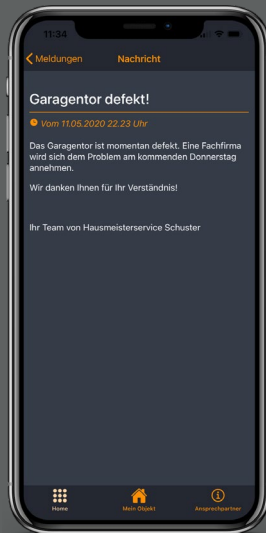 11:34
Meldungen
Nachricht
Garagentor defekt!
Vom 11.05.2020 22.23 Uhr
Das Garagentor ist momentan defekt. Eine Fachfirma
wird sich dem Problem am kommenden Donnerstag
annehmen.
Wir danken Ihnen für Ihr Verständnis!
Ihr Team von Hausmeisterservice Schuster
Home
Mein Objekt
Ansprechpartner